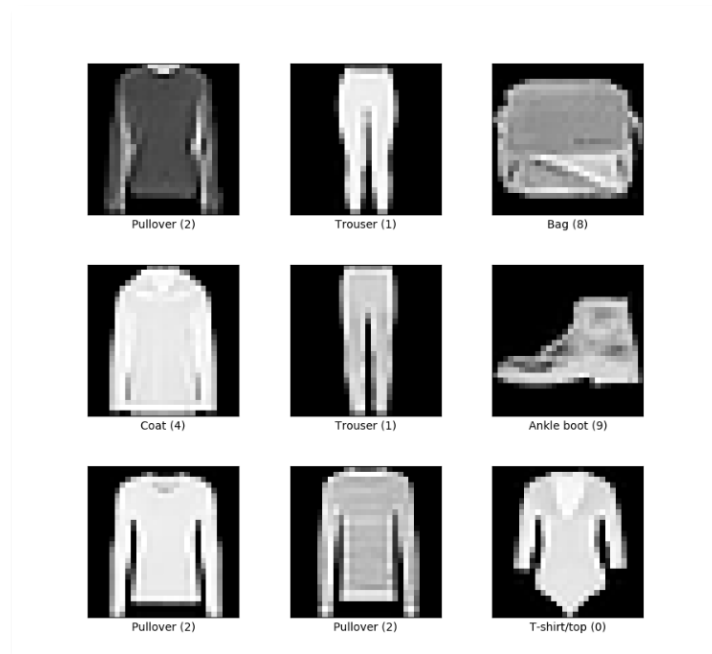 Pullover (2)
Trouser (1)
Bag (8)
Coat (4)
Trouser (1)
Ankle boot (9)
Pullover (2)
Pullover (2)
T-shirt/top (0)